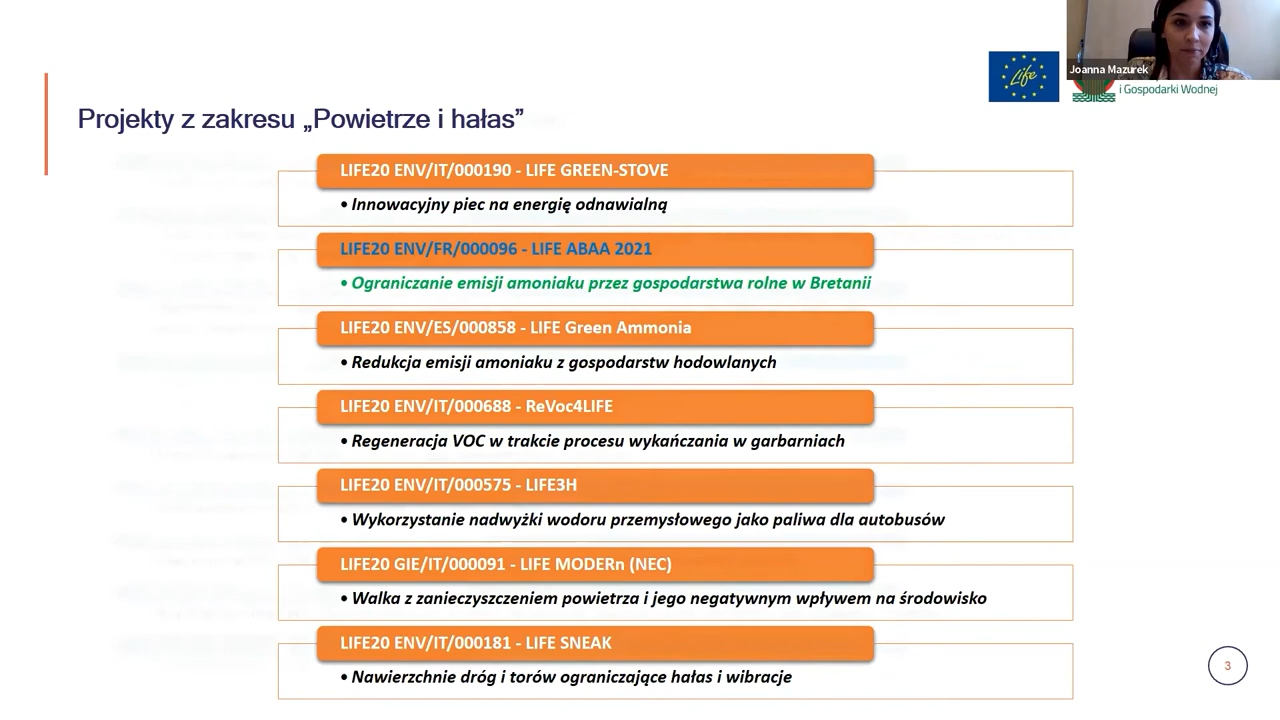 Life
Joanna Mazurek
i Gospodarki Wodnej
Projekty z zakresu „Powietrze i hałas”
LIFE20 ENV/IT/000190 - LIFE GREEN-STOVE
• Innowacyjny piec na energię odnawialną
LIFE20 ENV/FR/000096 - LIFE ABAA 2021
• Ograniczanie emisji amoniaku przez gospodarstwa rolne w Bretanii
LIFE20 ENV/ES/000858 - LIFE Green Ammonia
• Redukcja emisji amoniaku z gospodarstw hodowlanych
LIFE20 ENV/IT/000688 - ReVoc4LIFE
• Regeneracja VOC w trakcie procesu wykańczania w garbarniach
LIFE20 ENV/IT/000575 - LIFE3H
• Wykorzystanie nadwyżki wodoru przemysłowego jako paliwa dla autobusów
LIFE20 GIE/IT/000091 - LIFE MODERn (NEC)
• Walka z zanieczyszczeniem powietrza i jego negatywnym wpływem na środowisko
LIFE20 ENV/IT/000181 - LIFE SNEAK
• Nawierzchnie dróg i torów ograniczające hałas i wibracje
3